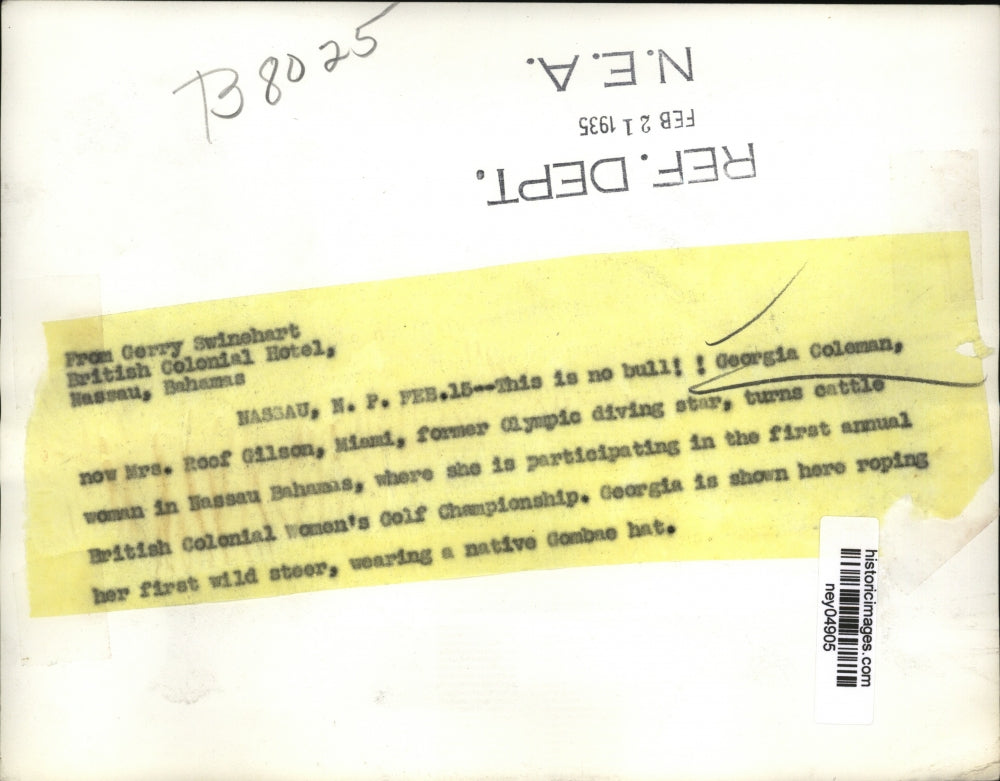 B8025
N.E.A.
FEB 21 1935
REF. DEPT.
From Gerry Swinehart
British Colonial Hotel,
Nassau, Bahamas
NASSAU, N. P. FEB.15--This is no bull! ! Georgia Coleman,
now Mrs. Roof Gilson, Miami, former Olympic diving star, turns cattle
woman in Nassau Bahamas, where she is participating in the first annual
British Colonial Women's Golf Championship. Georgia is shown here roping
her first wild steer, wearing a native Gombae hat.
historicimages.com
ney04905